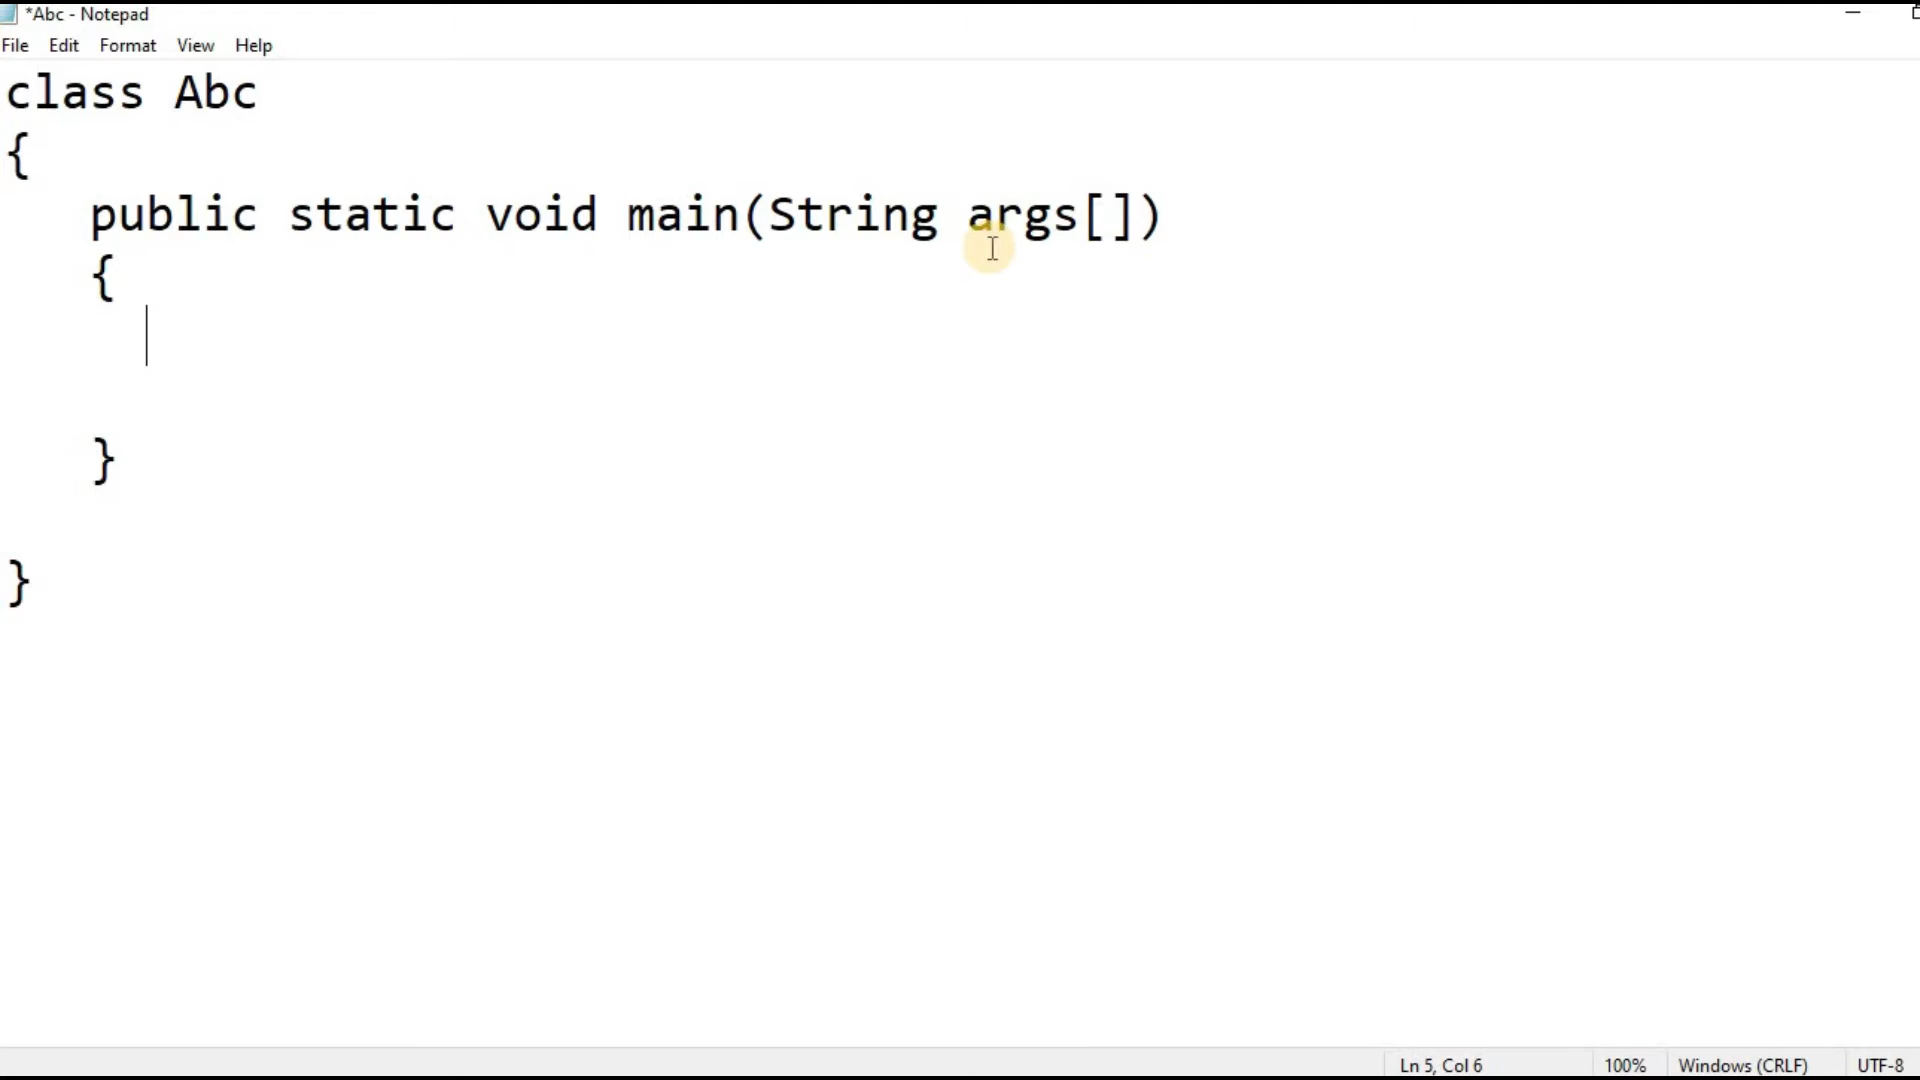 *Abc - Notepad
File Edit Format View Help
class Abc
{
public static void main(String args[])
{
}
}
Ln 5, Col 6 100% Windows (CRLF) UTF-8